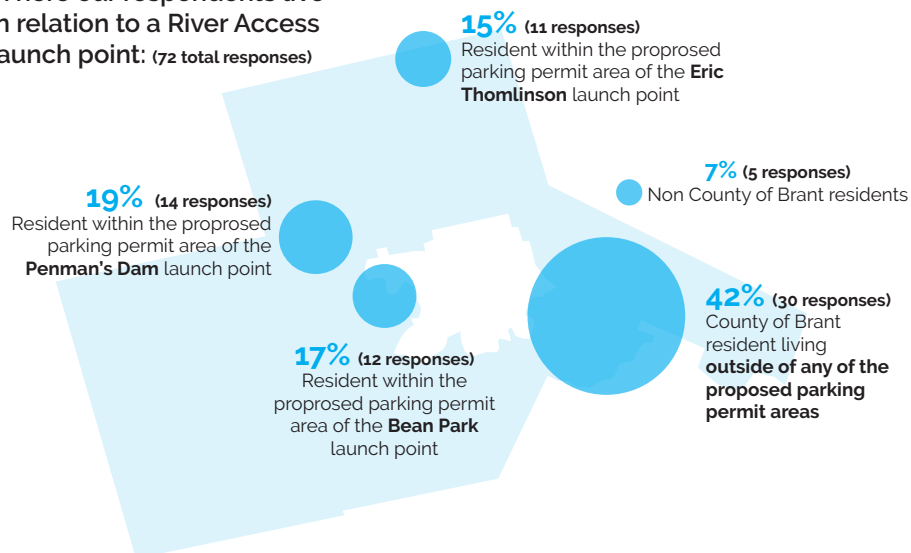 in relation to a River Access
launch point: (72 total responses)
15% (11 responses)
Resident within the proposed
parking permit area of the Eric
Thomlinson launch point
7% (5 responses)
Non County of Brant residents
19% (14 responses)
Resident within the proprosed
parking permit area of the
Penman's Dam launch point
42% (30 responses)
County of Brant
resident living
outside of any of the
proposed parking
permit areas
17% (12 responses)
Resident within the
proprosed parking permit
area of the Bean Park
launch point